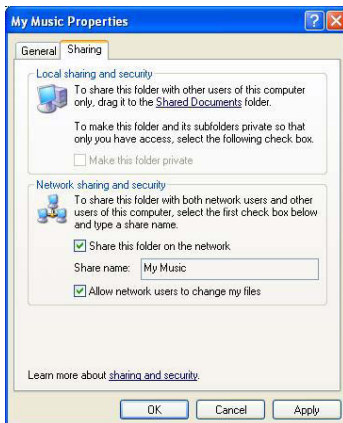 My Music Properties
General Sharing
Local sharing and security
To share this folder with other users of this computer
only, drag it to the Shared Documents folder.
To make this folder and its subfolders private so that
only you have access, select the following check box.
Make this folder private
Network sharing and security
To share this folder with both network users and other
users of this computer, select the first check box below
and type a share name.
Share this folder on the network
Share name: My Music
Allow network users to change my files
Learn more about sharing and security.
OK Cancel Apply